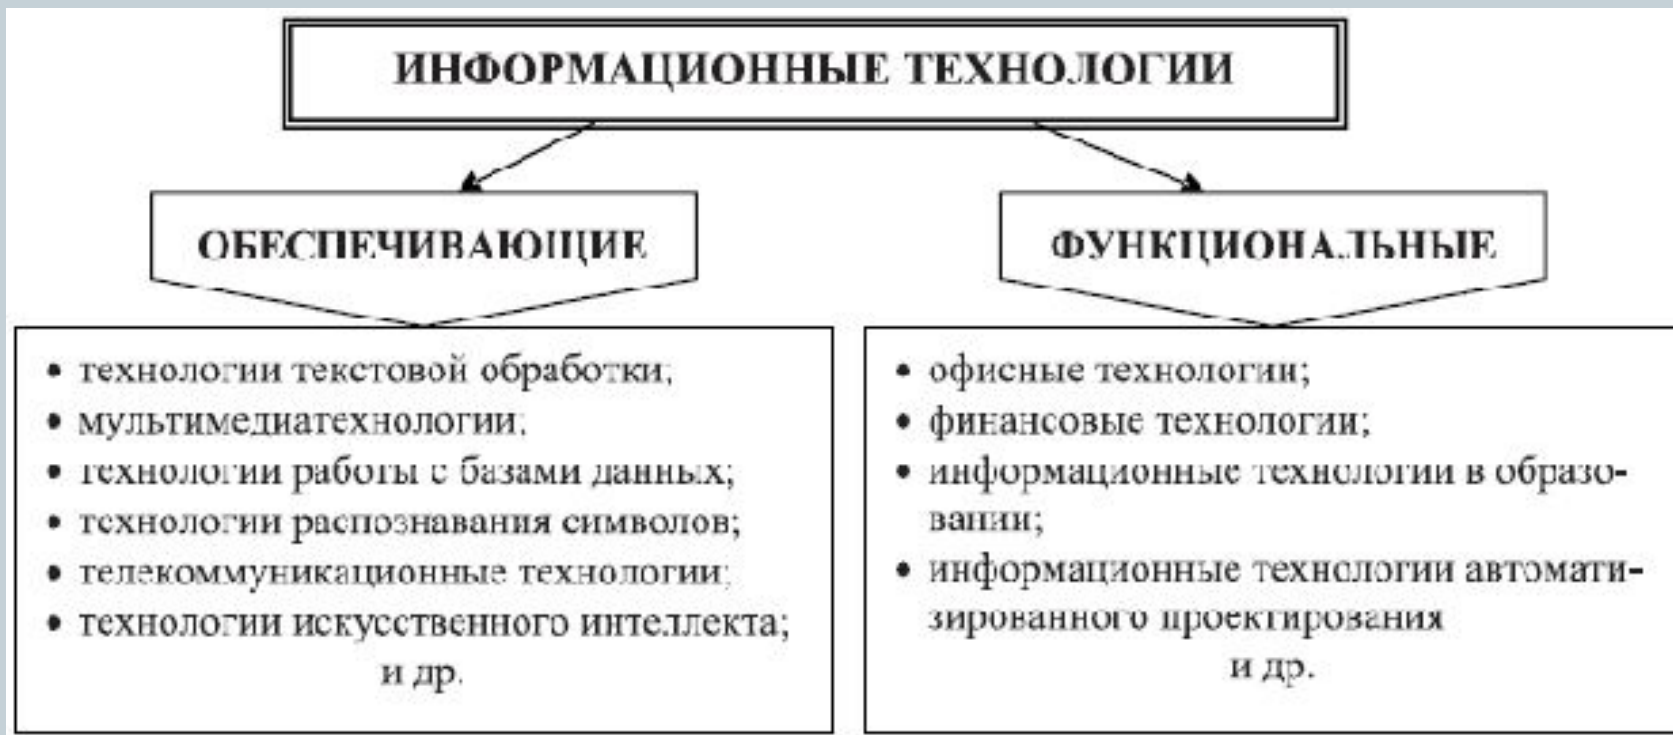 ИНФОРМАЦИОННЫЕ ТЕХНОЛОГИИ
ОБЕСПЕЧИВАЮЩИЕ
• технологии текстовой обработки;
• мультимедиатехнологии;
• технологии работы с базами данных;
• технологии распознавания символов;
• телекоммуникационные технологии;
• технологии искусственного интеллекта;
и др.
ФУНКЦИОНАЛЬНЫЕ
• офисные технологии;
• финансовые технологии;
• информационные технологии в образо-
вании;
• информационные технологии автомати-
зированного проектирования
и др.